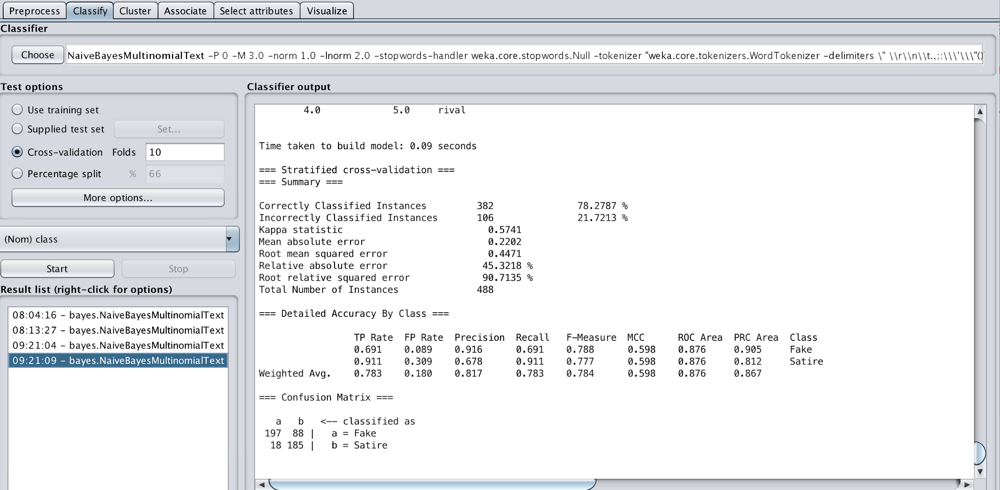 Preprocess Classify Cluster Associate Select attributes Visualize
Classifier
Choose NaiveBayesMultinomialText -P 0 -M 3.0 -norm 1.0 -lnorm 2.0 -stopwords-handler weka.core.stopwords.Null -tokenizer "weka.core.tokenizers.WordTokenizer -delimiters \" \\r\\n\\t.,;:\\\'\\\"()
Test options
Use training set
Supplied test set Set...
Cross-validation Folds 10
Percentage split % 66
More options...
(Nom) class
Start Stop
Result list (right-click for options)
08:04:16 - bayes.NaiveBayesMultinomialText
08:13:27 - bayes.NaiveBayesMultinomialText
09:21:04 - bayes.NaiveBayesMultinomialText
09:21:09 - bayes.NaiveBayesMultinomialText
Classifier output
4.0 5.0 rival
Time taken to build model: 0.09 seconds
=== Stratified cross-validation ===
=== Summary ===
Correctly Classified Instances 382 78.2787 %
Incorrectly Classified Instances 106 21.7213 %
Kappa statistic 0.5741
Mean absolute error 0.2202
Root mean squared error 0.4471
Relative absolute error 45.3218 %
Root relative squared error 90.7135 %
Total Number of Instances 488
=== Detailed Accuracy By Class ===
TP Rate FP Rate Precision Recall F-Measure MCC ROC Area PRC Area Class
0.691 0.089 0.916 0.691 0.788 0.598 0.876 0.905 Fake
0.911 0.309 0.678 0.911 0.777 0.598 0.876 0.812 Satire
Weighted Avg. 0.783 0.180 0.817 0.783 0.784 0.598 0.876 0.867
=== Confusion Matrix ===
a b <-- classified as
197 88 | a = Fake
18 185 | b = Satire